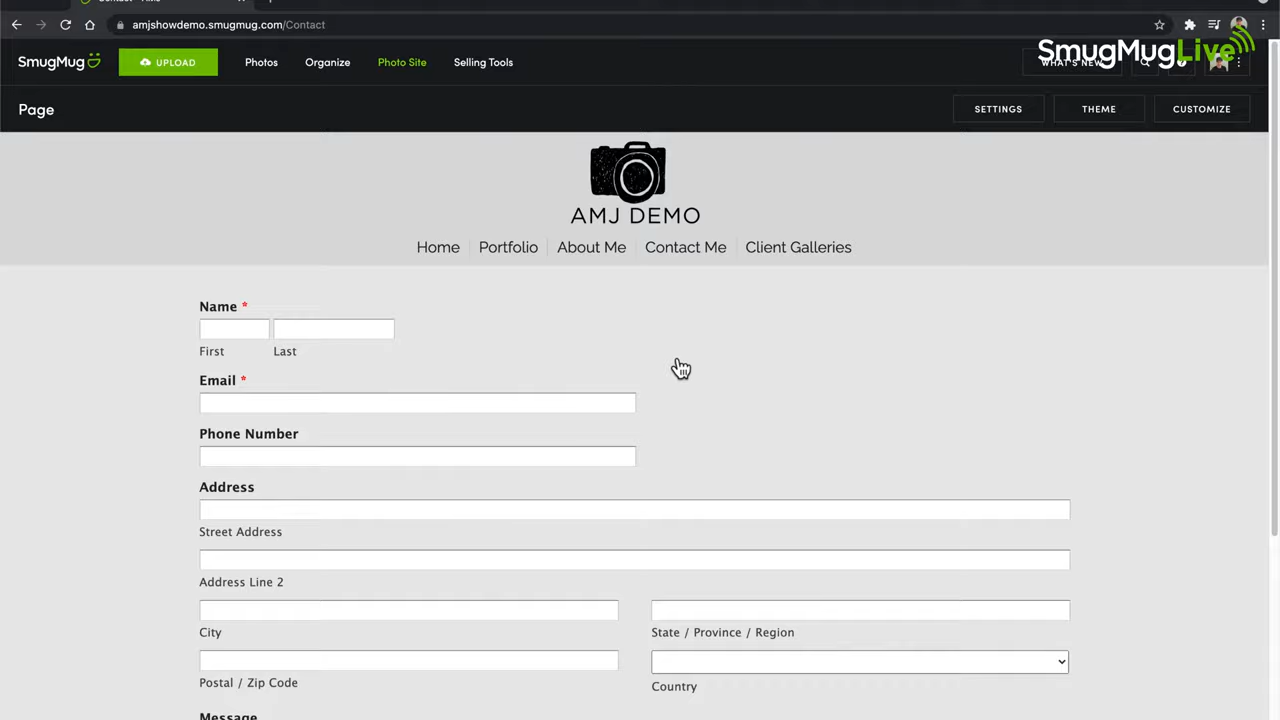 amjshowdemo.smugmug.com/Contact
SmugMug
UPLOAD
Photos
Organize
Photo Site
Selling Tools
WHAT'S NEW
SmugMugLive
Page
SETTINGS
THEME
CUSTOMIZE
AMJ DEMO
Home
Portfolio
About Me
Contact Me
Client Galleries
Name *
First
Last
Email *
Phone Number
Address
Street Address
Address Line 2
City
State / Province / Region
Postal / Zip Code
Country
Message